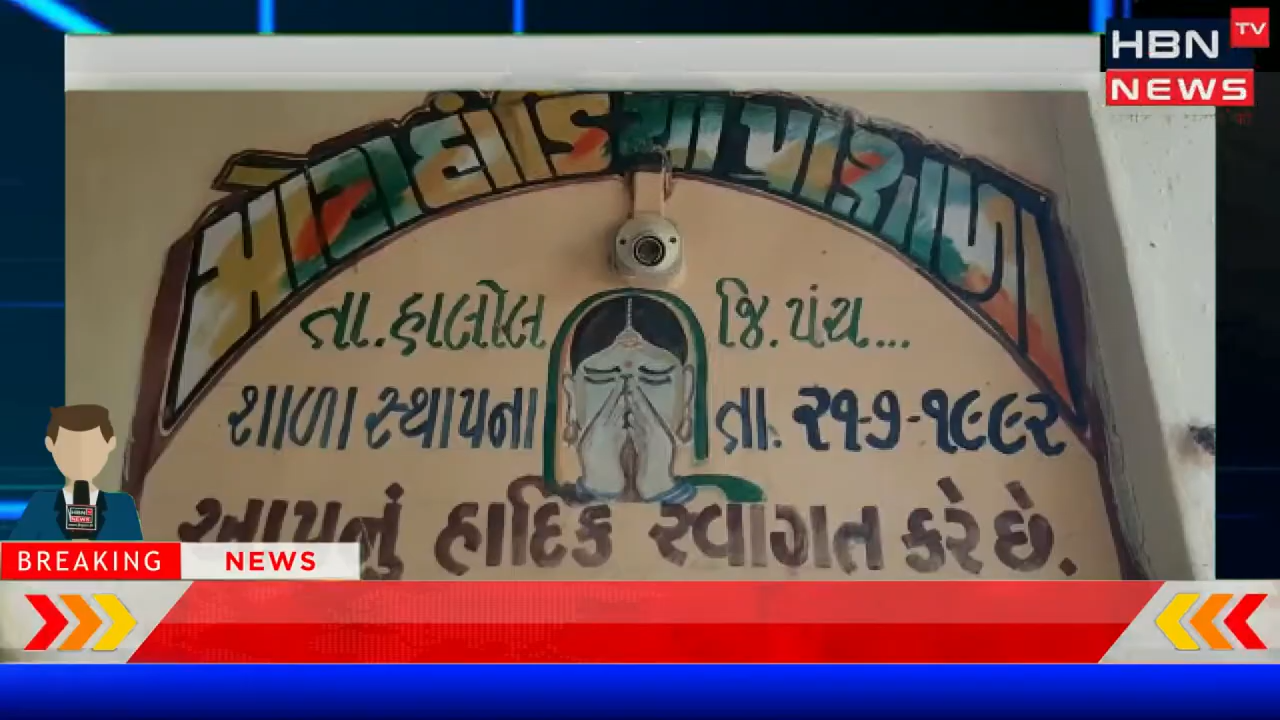 HBN TV
NEWS
તા. હાલોલ જિ. પંચ...
શાળા સ્થાપના તા. ૨૧-૭-૧૯૯૨
આપનું હાદિક સ્વાગત કરે છે.
BREAKING NEWS